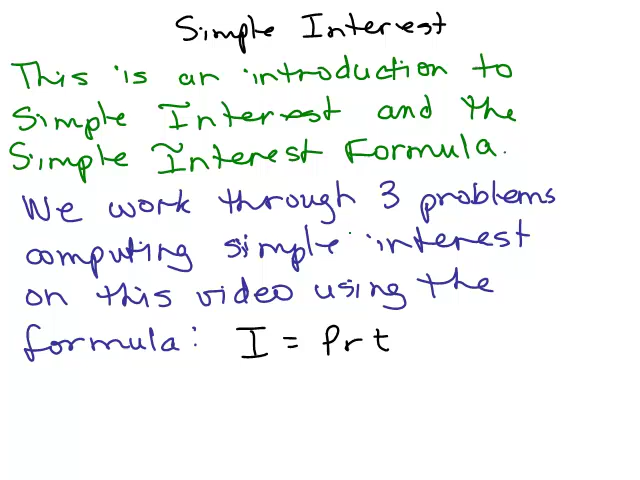 Simple Interest
This is an introduction to
Simple Interest and the
Simple Interest Formula.
We work through 3 problems
computing simple interest
on this video using the
formula: I = Prt